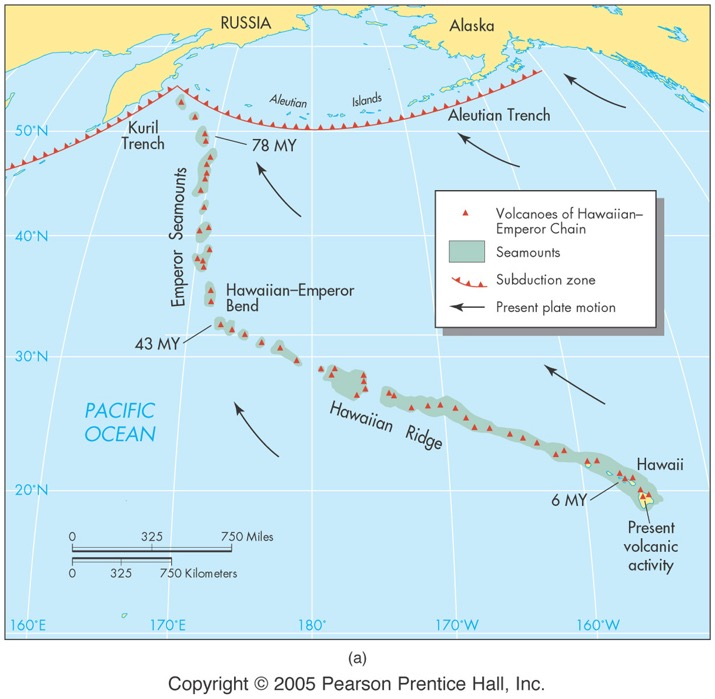 RUSSIA
Alaska
Aleutian Islands
Aleutian Trench
50°N
Kuril
Trench
78 MY
Emperor Seamounts
Volcanoes of Hawaiian–
Emperor Chain
Seamounts
Subduction zone
Present plate motion
40°N
Hawaiian–Emperor
Bend
43 MY
30°N
PACIFIC
OCEAN
Hawaiian Ridge
Hawaii
20°N
6 MY
Present
volcanic
activity
0 325 750 Miles
0 325 750 Kilometers
160°E 170°E 180° 170°W 160°W
(a)
Copyright © 2005 Pearson Prentice Hall, Inc.